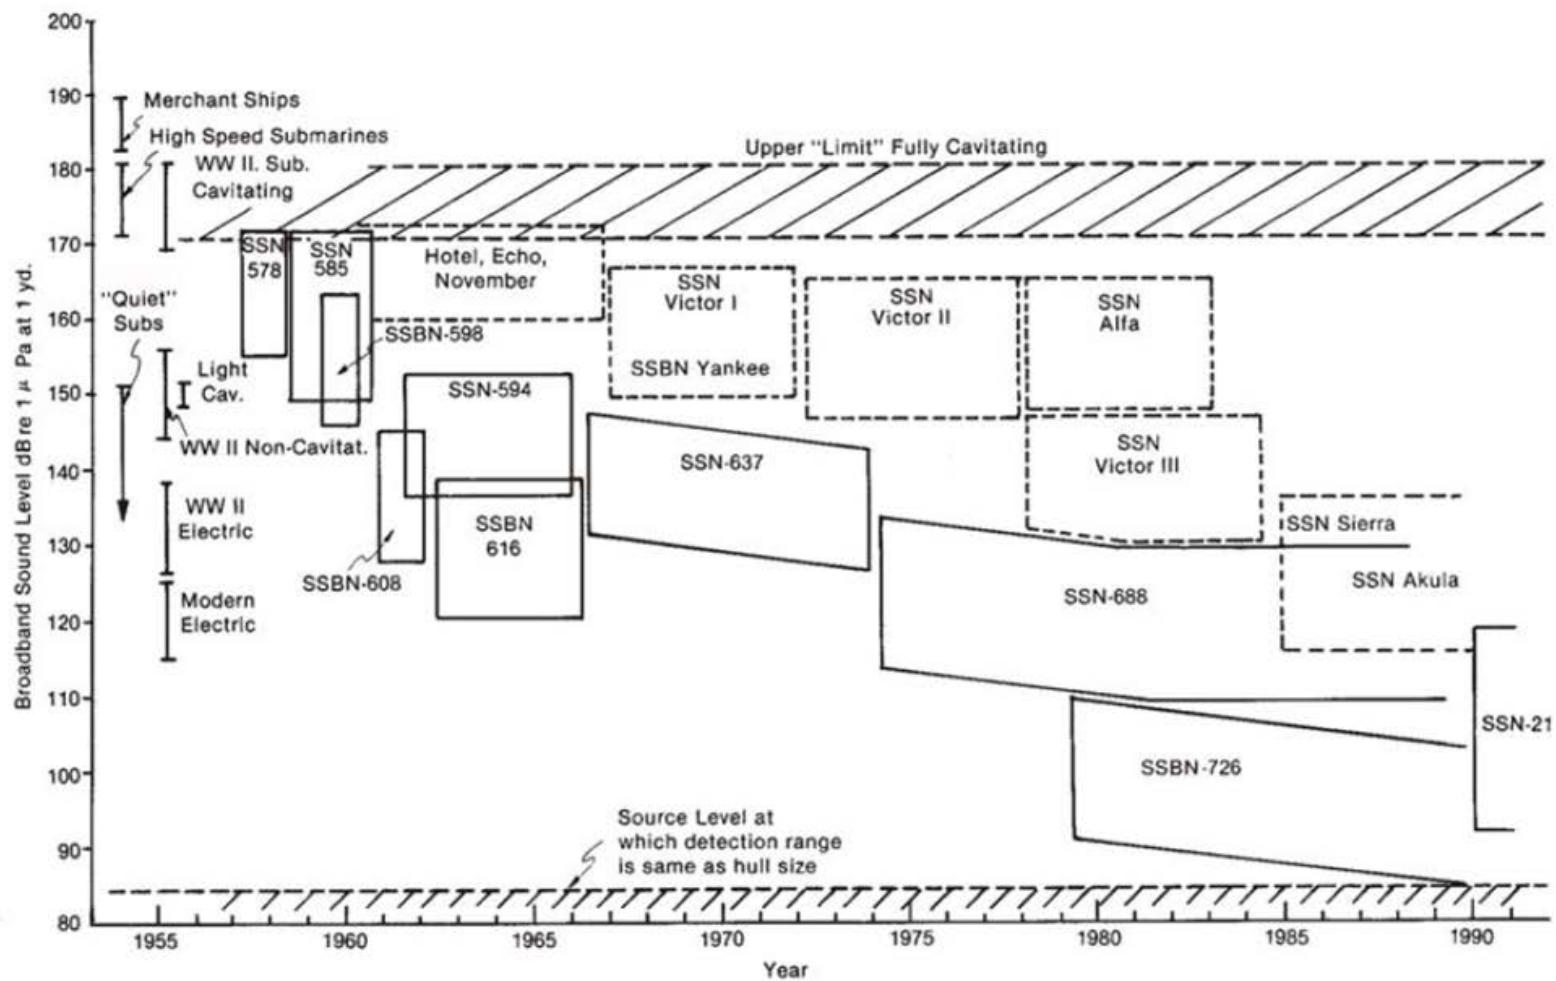 200
190
180
170
160
150
140
130
120
110
100
90
80
Broadband Sound Level dB re 1 μ Pa at 1 yd.
Merchant Ships
High Speed Submarines
WW II. Sub.
Cavitating
Upper "Limit" Fully Cavitating
SSN
578
SSN
585
Hotel, Echo,
November
"Quiet"
Subs
SSBN-598
SSN
Victor I
SSBN Yankee
SSN
Victor II
SSN
Alfa
Light
Cav.
SSN-594
WW II Non-Cavitat.
SSN-637
SSN
Victor III
WW II
Electric
SSBN
616
SSN Sierra
SSBN-608
SSN-688
SSN Akula
Modern
Electric
SSN-21
SSBN-726
Source Level at
which detection range
is same as hull size
1955
1960
1965
1970
1975
1980
1985
1990
Year